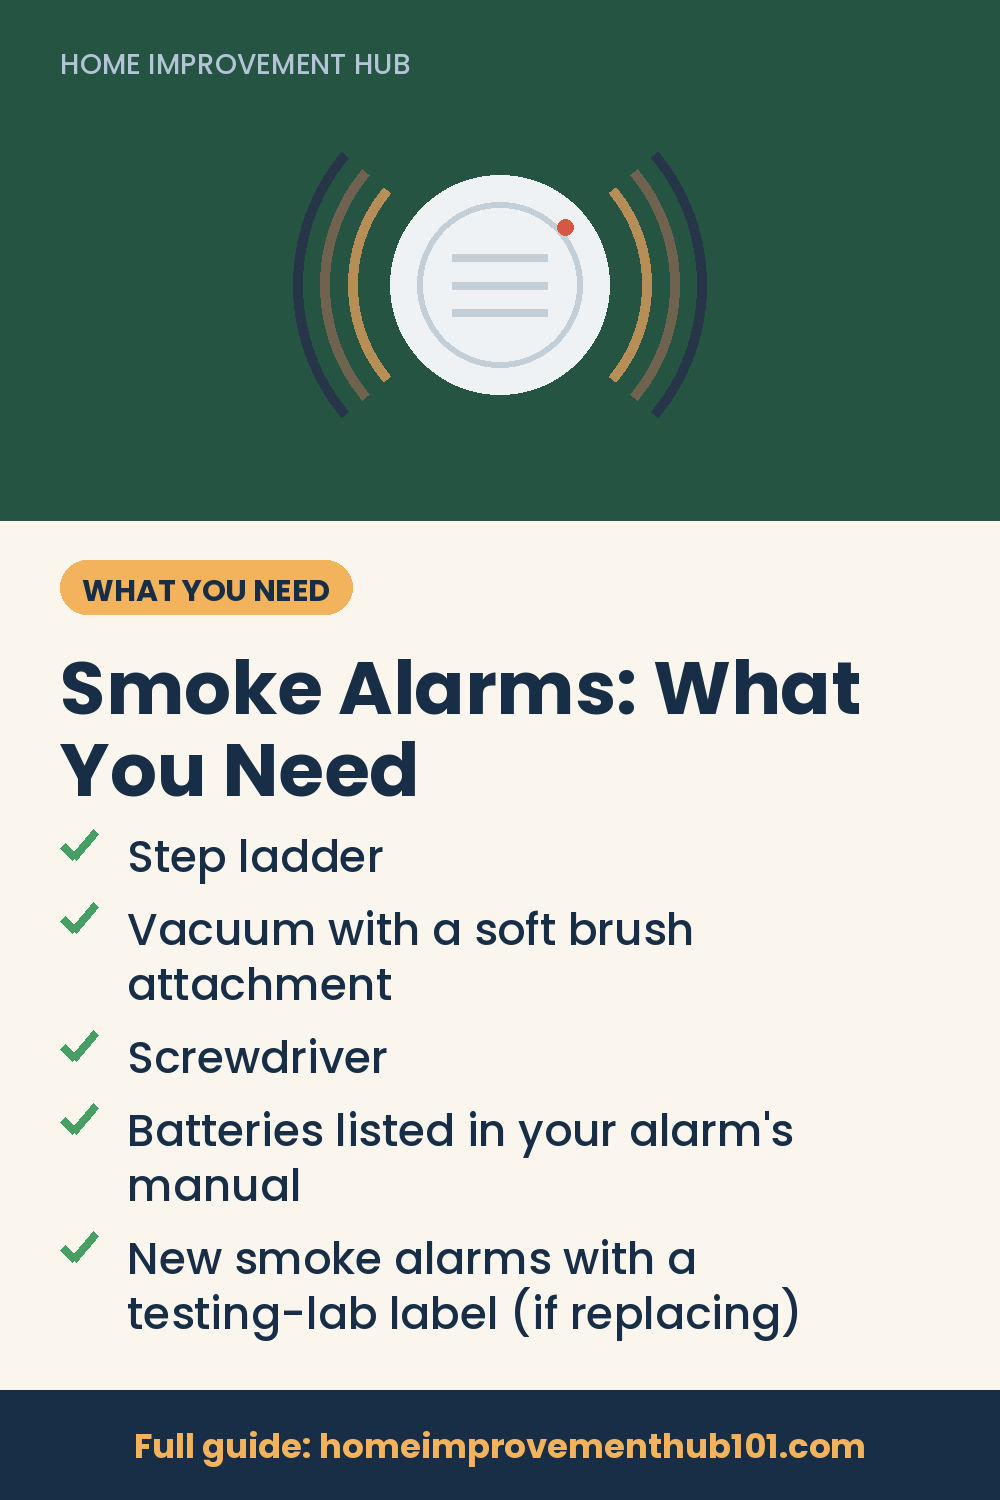 HOME IMPROVEMENT HUB
WHAT YOU NEED
Smoke Alarms: What
You Need
Step ladder
Vacuum with a soft brush
attachment
Screwdriver
Batteries listed in your alarm's
manual
New smoke alarms with a
testing-lab label (if replacing)
Full guide: homeimprovementhub101.com